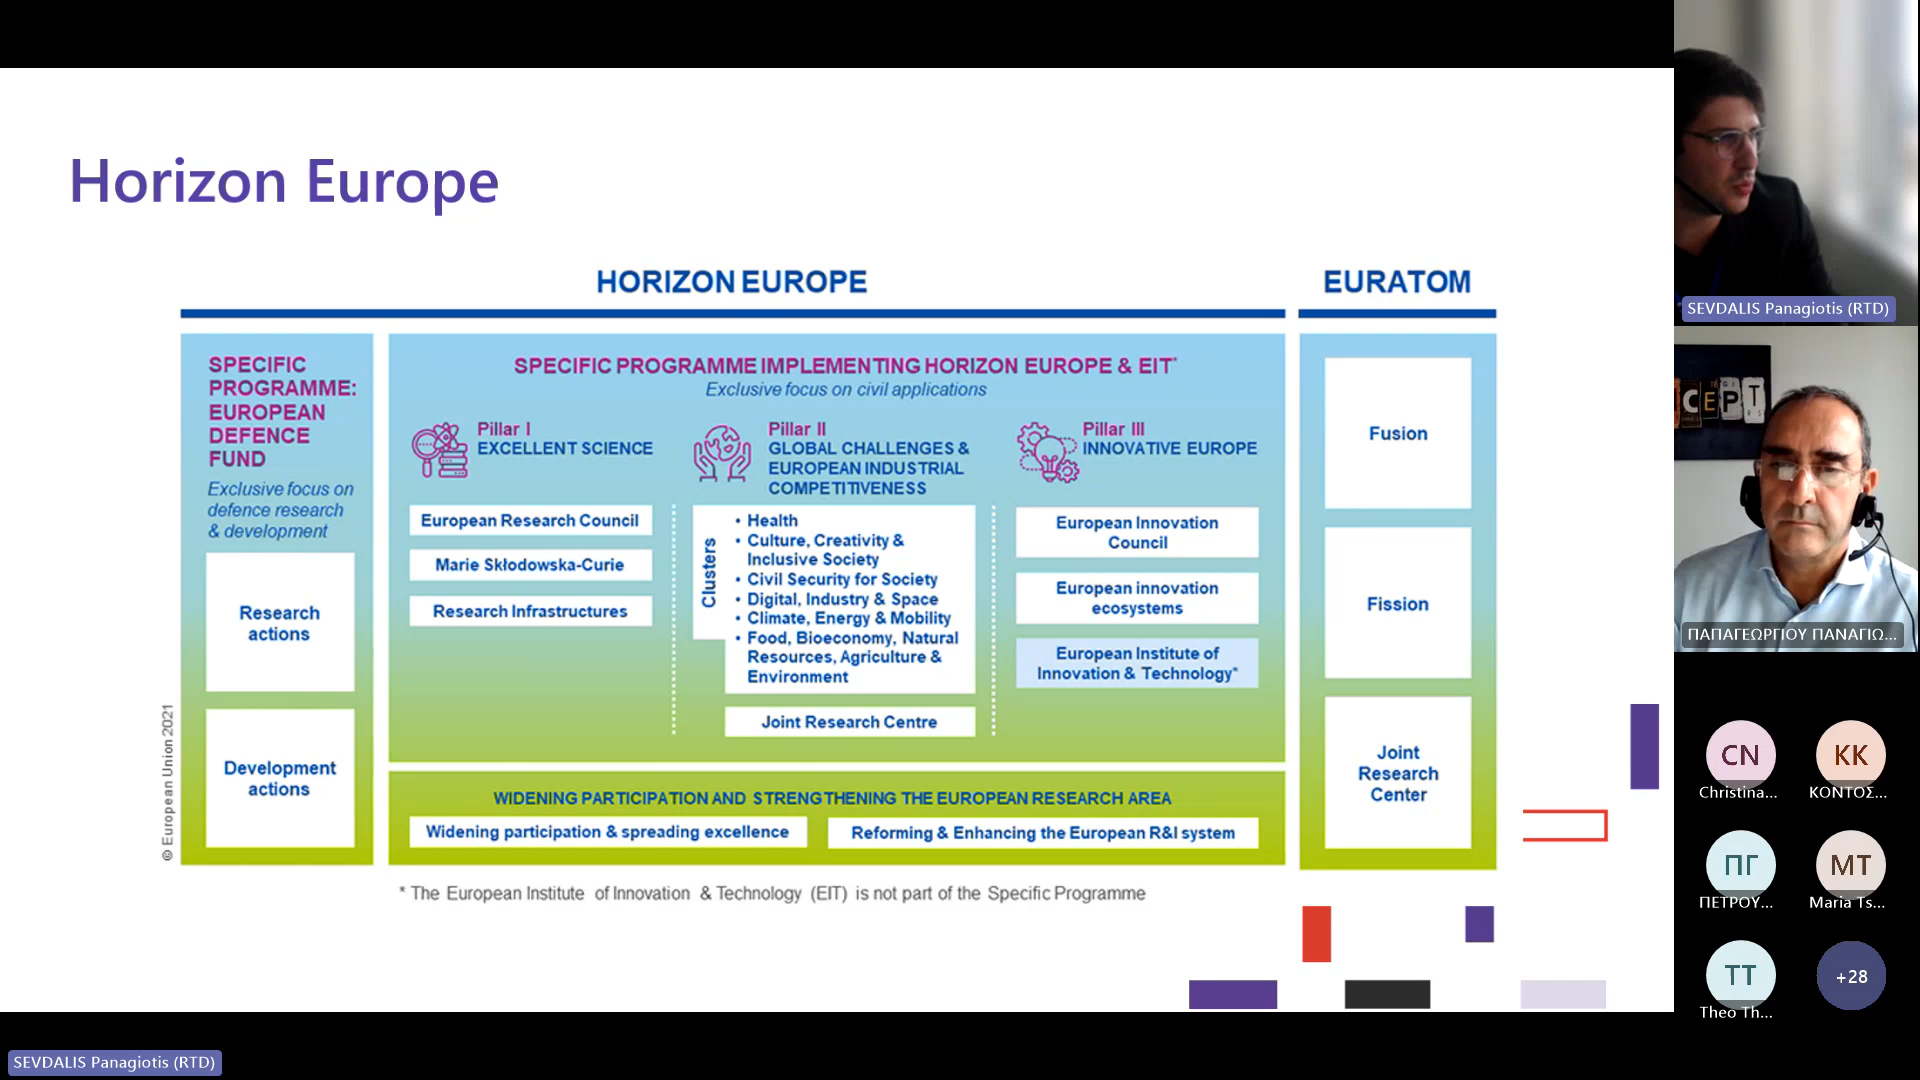 Horizon Europe
HORIZON EUROPE
EURATOM
SPECIFIC
PROGRAMME:
EUROPEAN
DEFENCE
FUND
Exclusive focus on
defence research
& development
Research
actions
Development
actions
SPECIFIC PROGRAMME IMPLEMENTING HORIZON EUROPE & EIT*
Exclusive focus on civil applications
Pillar I
EXCELLENT SCIENCE
European Research Council
Marie Skłodowska-Curie
Research Infrastructures
Pillar II
GLOBAL CHALLENGES &
EUROPEAN INDUSTRIAL
COMPETITIVENESS
Clusters
• Health
• Culture, Creativity &
Inclusive Society
• Civil Security for Society
• Digital, Industry & Space
• Climate, Energy & Mobility
• Food, Bioeconomy, Natural
Resources, Agriculture &
Environment
Joint Research Centre
Pillar III
INNOVATIVE EUROPE
European Innovation
Council
European innovation
ecosystems
European Institute of
Innovation & Technology*
WIDENING PARTICIPATION AND STRENGTHENING THE EUROPEAN RESEARCH AREA
Widening participation & spreading excellence
Reforming & Enhancing the European R&I system
Fusion
Fission
Joint
Research
Center
© European Union 2021
* The European Institute of Innovation & Technology (EIT) is not part of the Specific Programme
SEVDALIS Panagiotis (RTD)
CEPT
ΠΑΠΑΓΕΩΡΓΙΟΥ ΠΑΝΑΓΙΩ...
CN
Christina...
KK
ΚΟΝΤΟΣ...
ΠΓ
ΠΕΤΡΟΥ...
MT
Maria Ts...
TT
Theo Th...
+28
SEVDALIS Panagiotis (RTD)